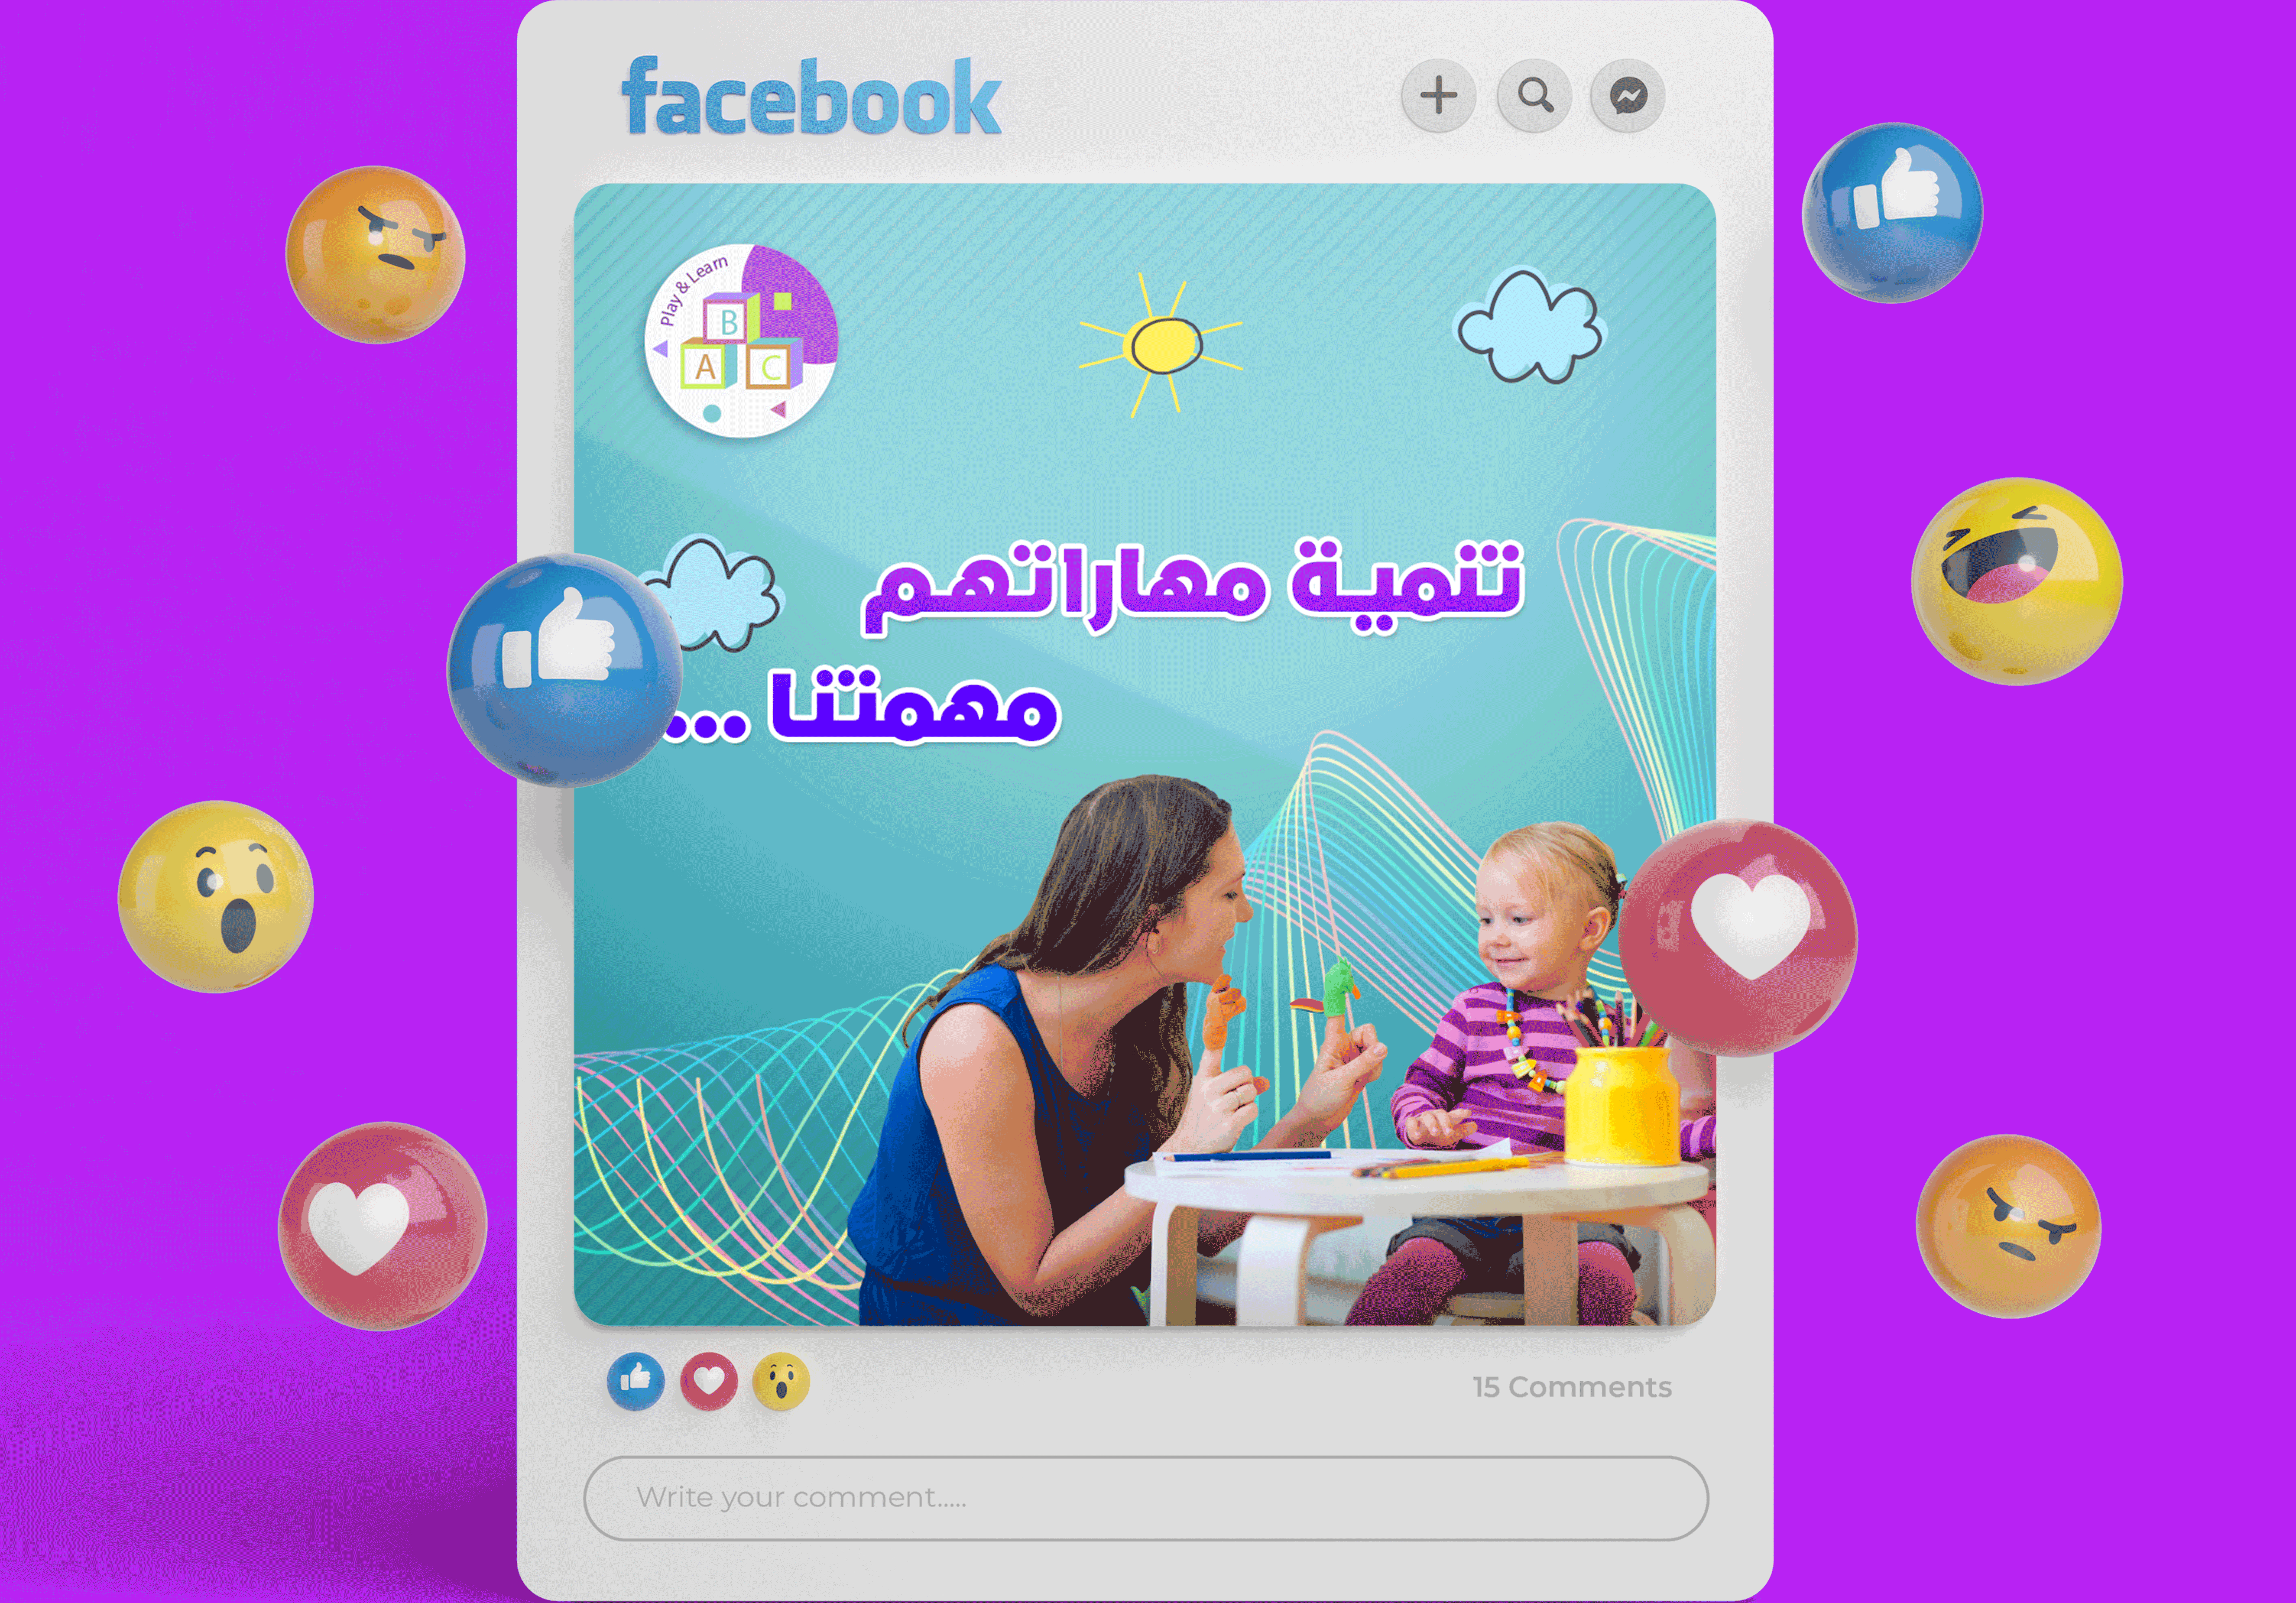 facebook
Play & Learn
B
A C
تنمية مهاراتهم
مهمتنا ...
15 Comments
Write your comment.....